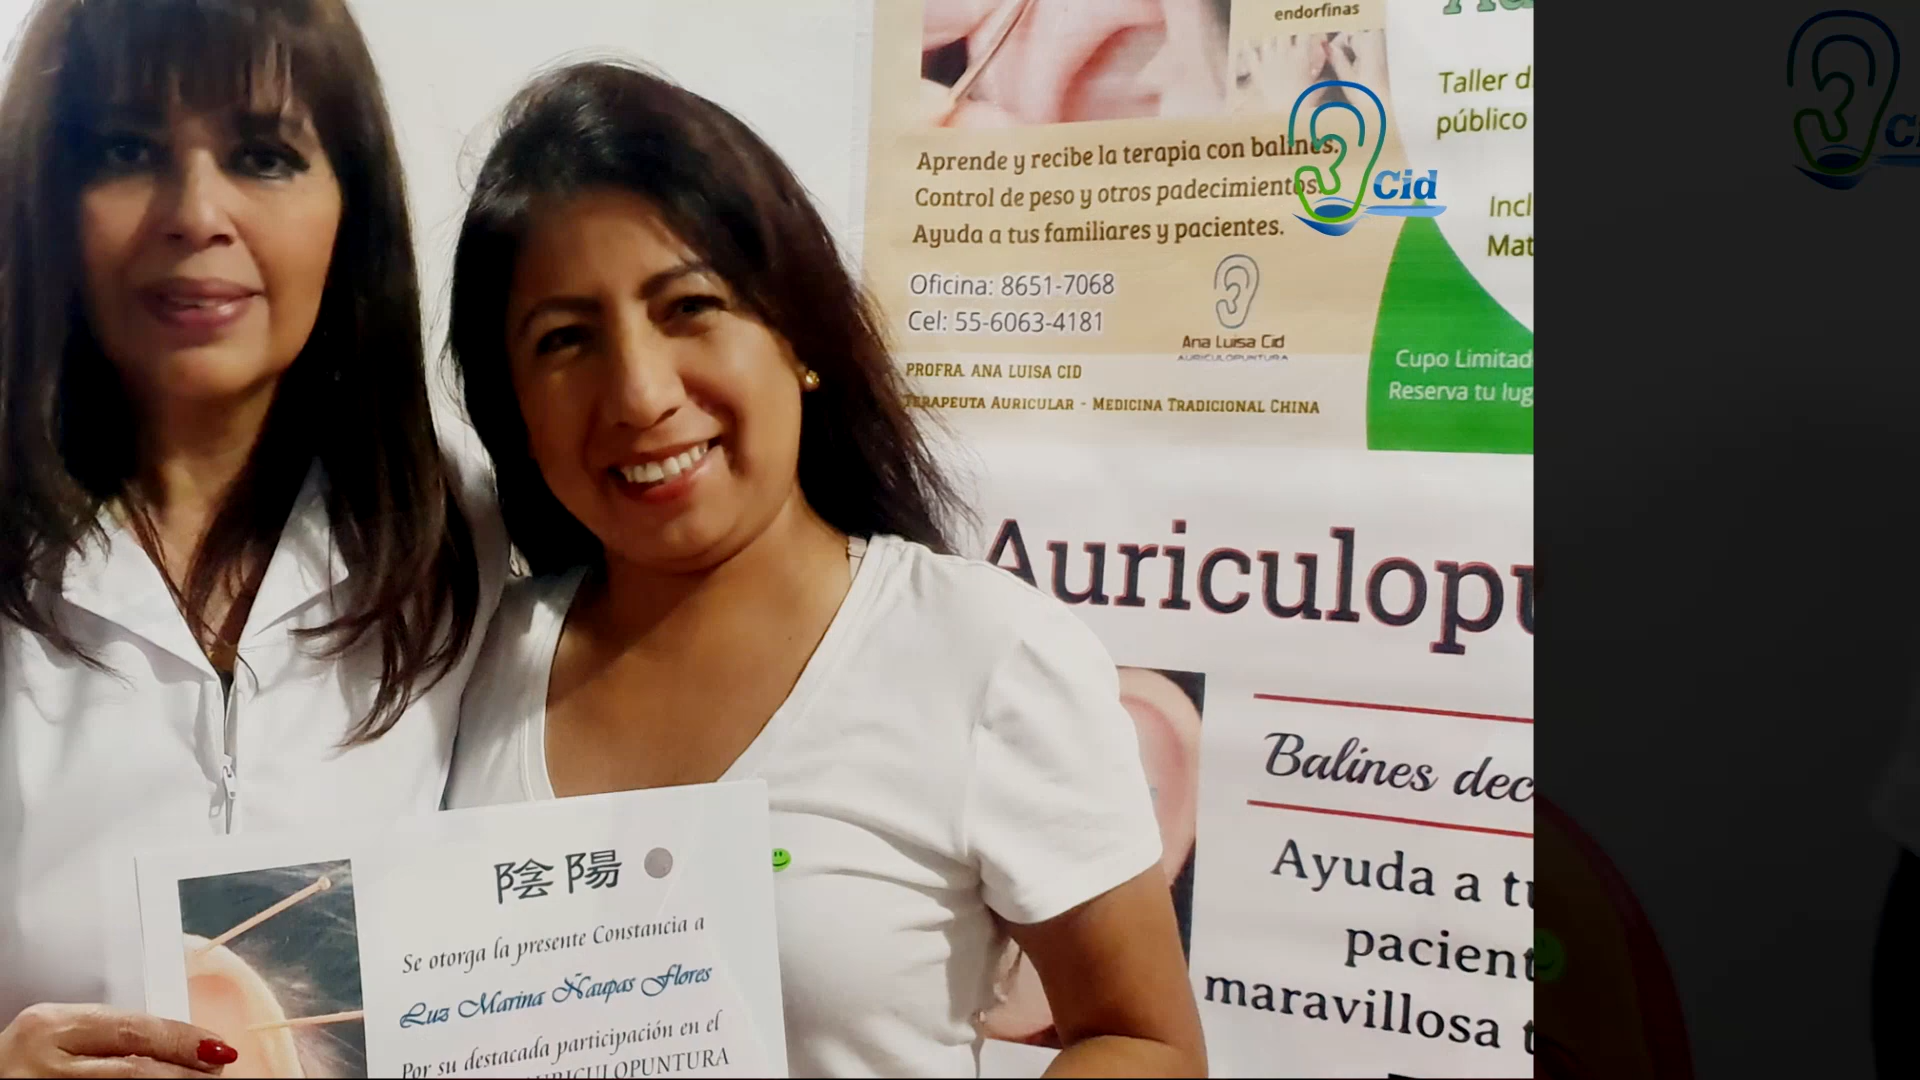 endorfinas
Aprende y recibe la terapia con balines.
Control de peso y otros padecimientos.
Ayuda a tus familiares y pacientes.
Oficina: 8651-7068
Cel: 55-6063-4181
Ana Luisa Cid
AURICULOPUNTURA
PROFRA. ANA LUISA CID
TERAPEUTA AURICULAR - MEDICINA TRADICIONAL CHINA
Taller d
público
Incl
Mat
Cupo Limitad
Reserva tu lug
Cid
Auriculopu
Balines dec
Ayuda a tu
pacient
maravillosa t
陰陽
Se otorga la presente Constancia a
Luz Marina Ñaupas Flores
Por su destacada participación en el
AURICULOPUNTURA